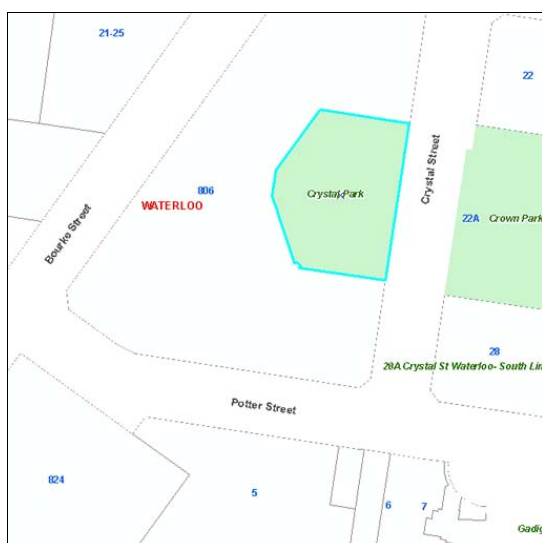 21-25
22
Crystal Street
806
Crystal Park
WATERLOO
22A
Crown Park
Bourke Street
28
28A Crystal St Waterloo- South Lin
Potter Street
824
5
6
7
Gadig